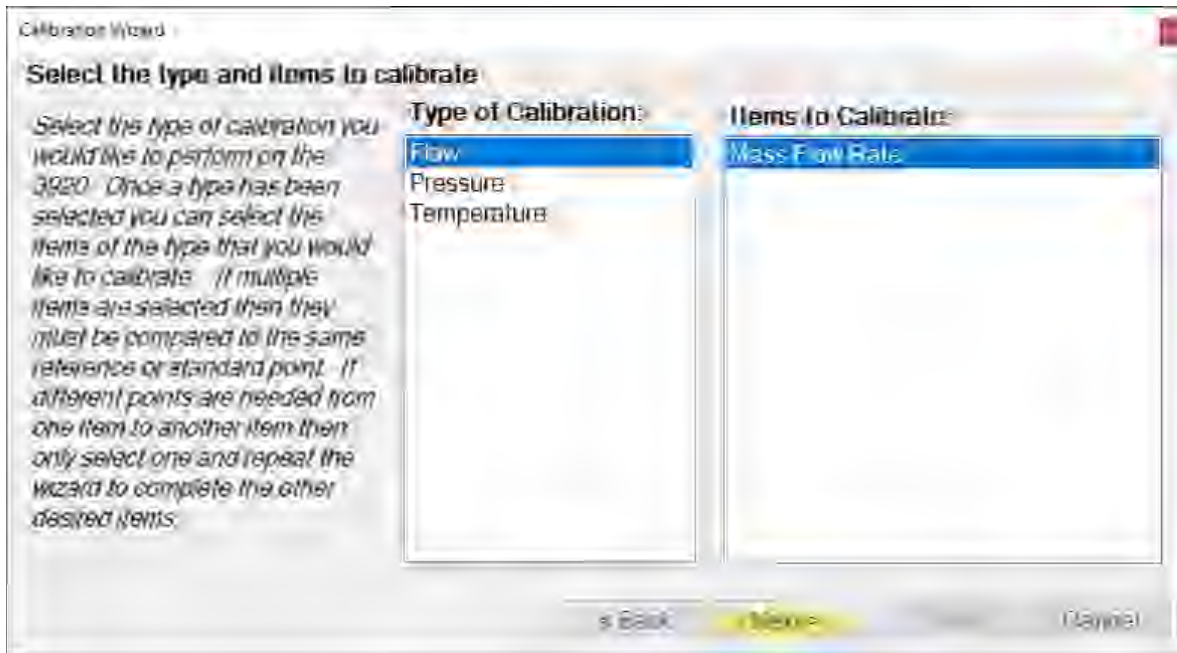 Calibration Wizard
Select the type and items to calibrate
Select the type of calibration you
would like to perform on the
3920. Once a type has been
selected you can select the
items of the type that you would
like to calibrate. If multiple
items are selected then they
must be compared to the same
reference or standard point. If
different points are needed from
one item to another item then
only select one and repeat the
wizard to complete the other
desired items.
Type of Calibration:
Flow
Pressure
Temperature
Items to Calibrate:
Mass Flow Rate
< Back
Next >
Cancel